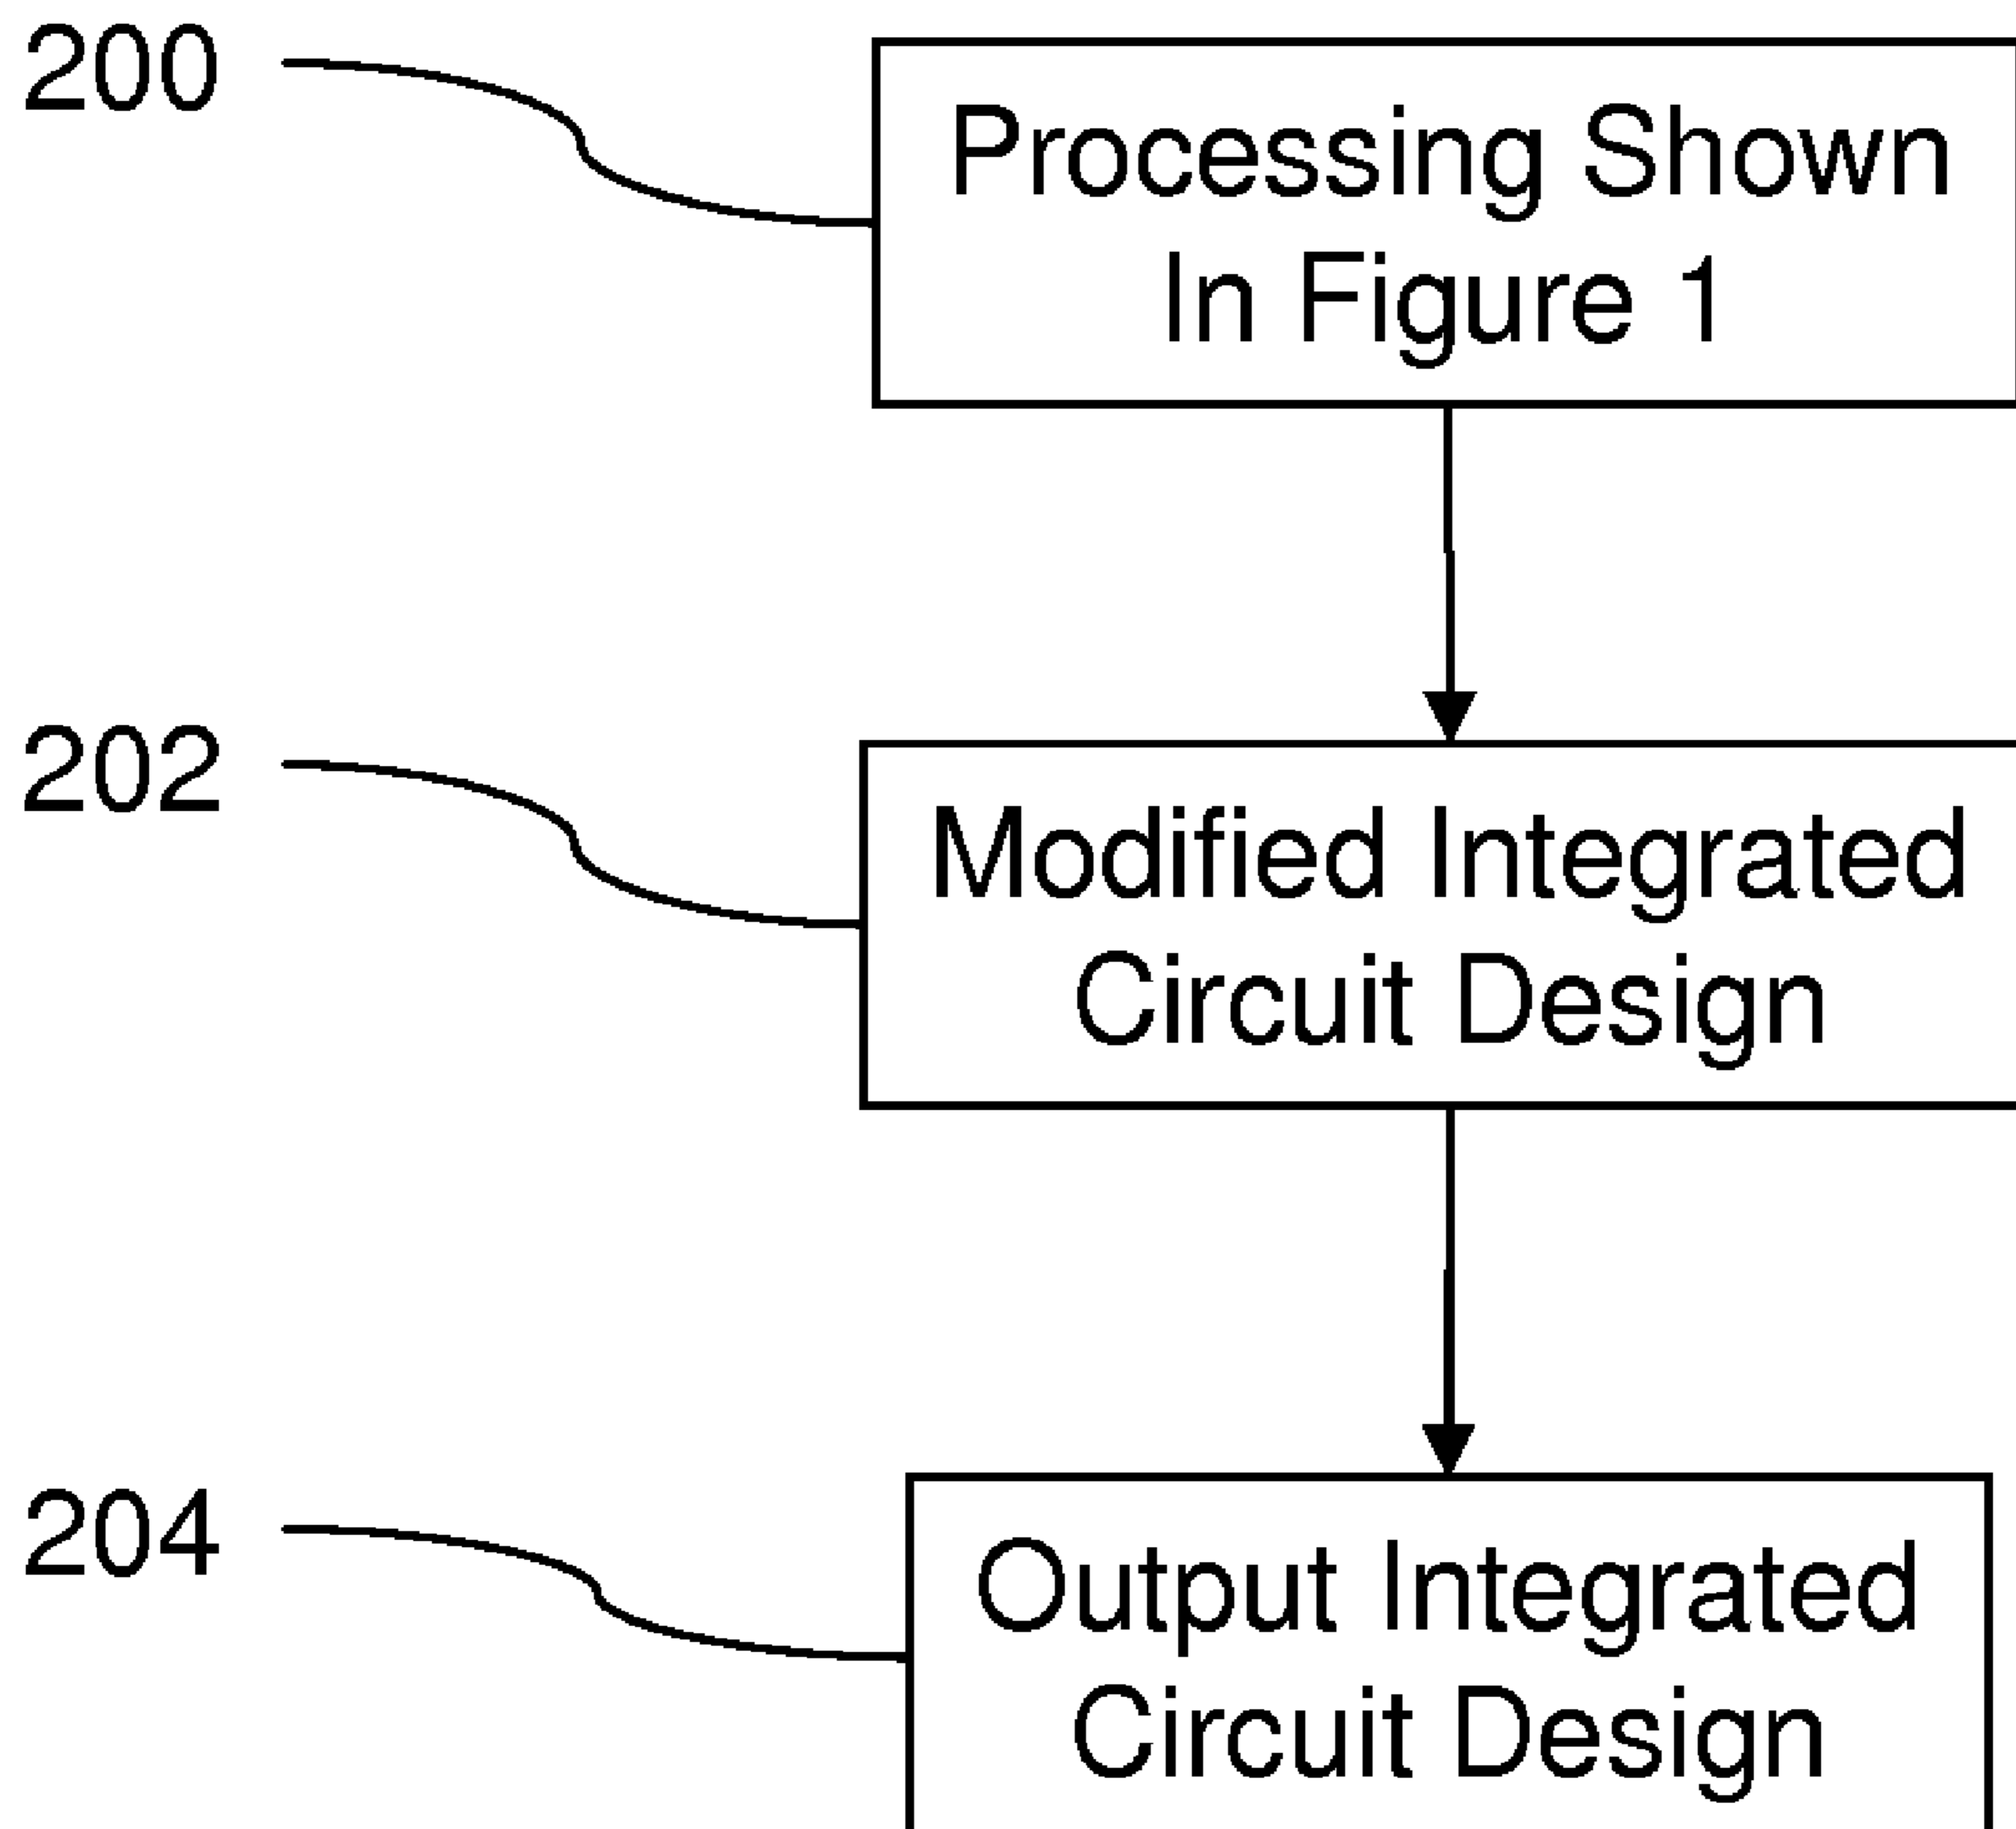 200
Processing Shown
In Figure 1
202
Modified Integrated
Circuit Design
204
Output Integrated
Circuit Design